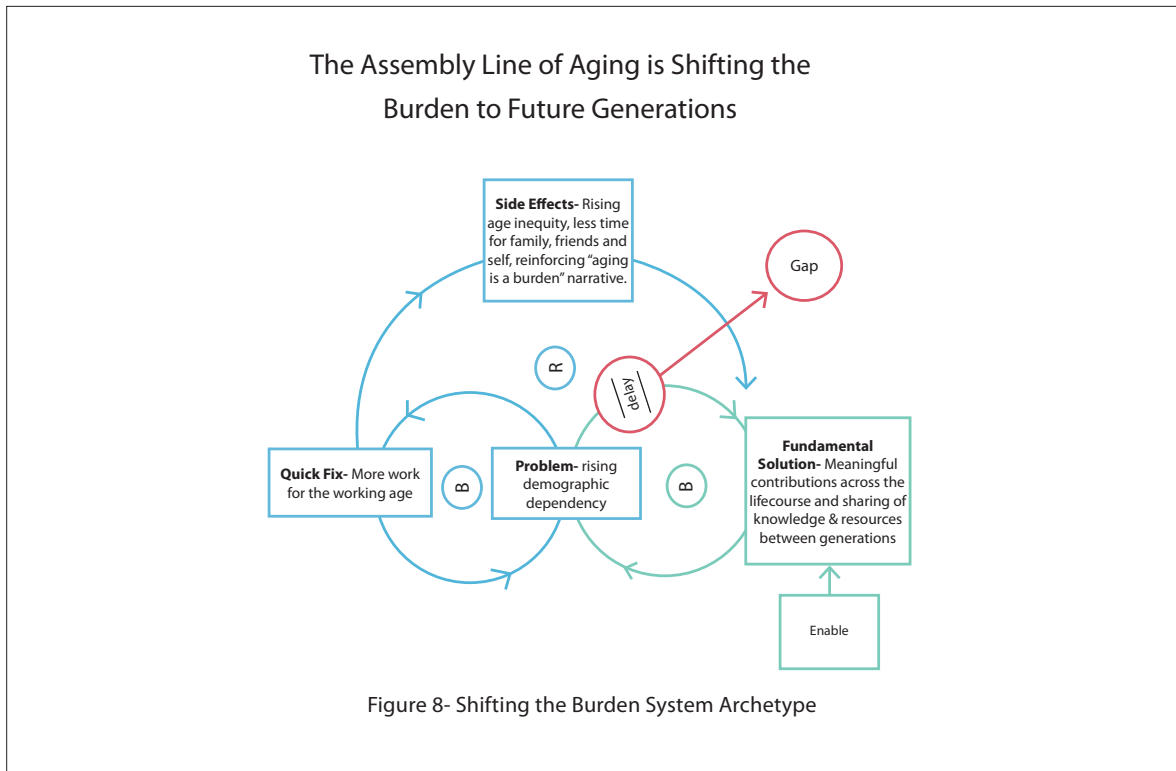 The Assembly Line of Aging is Shifting the
Burden to Future Generations
Side Effects- Rising
age inequity, less time
for family, friends and
self, reinforcing “aging
is a burden” narrative.
Gap
R
delay
Quick Fix- More work
for the working age
B
Problem- rising
demographic
dependency
B
Fundamental
Solution- Meaningful
contributions across the
lifecourse and sharing of
knowledge & resources
between generations
Enable
Figure 8- Shifting the Burden System Archetype